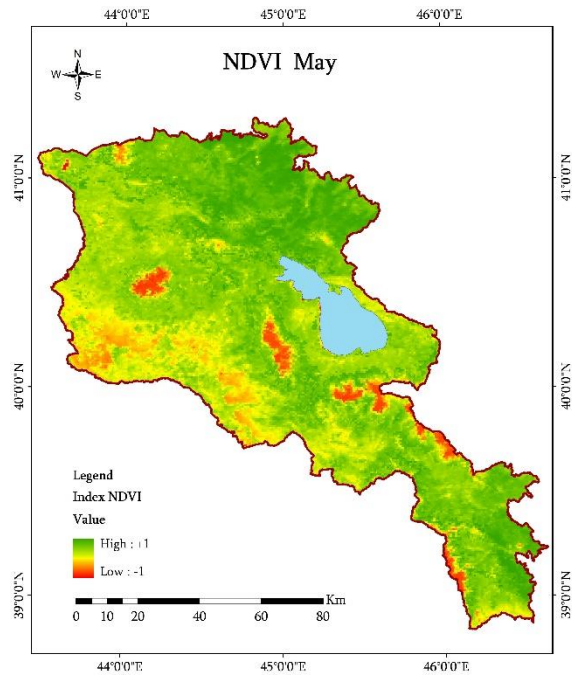 44°0'0"E 45°0'0"E 46°0'0"E
NDVI May
N
W E
S
41°0'0"N 41°0'0"N
40°0'0"N 40°0'0"N
39°0'0"N 39°0'0"N
Legend
Index NDVI
Value
High : +1
Low : -1
Km
0 10 20 40 60 80
44°0'0"E 45°0'0"E 46°0'0"E